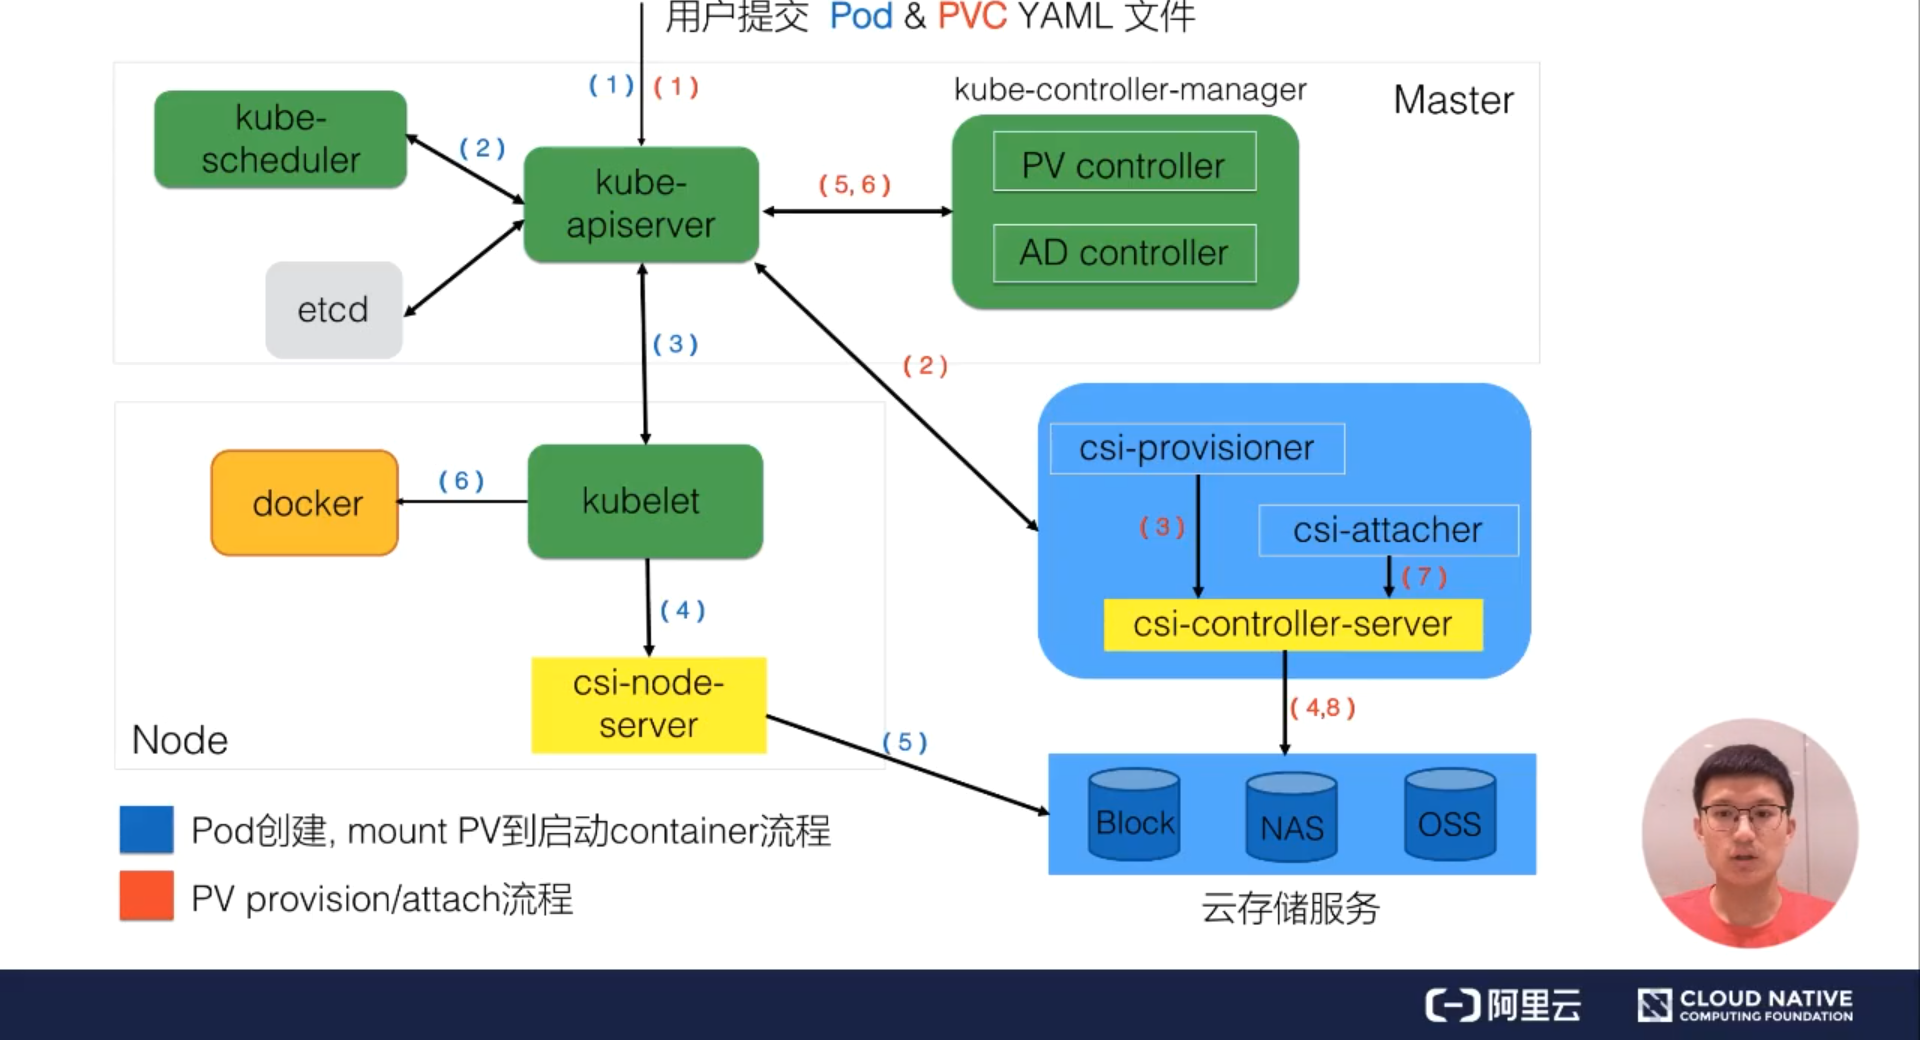 用户提交 Pod & PVC YAML 文件
( 1 ) ( 1 )
kube-controller-manager
Master
kube-
scheduler
( 2 )
kube-
apiserver
( 5, 6 )
PV controller
AD controller
etcd
( 3 )
( 2 )
csi-provisioner
docker
( 6 )
kubelet
( 3 )
csi-attacher
( 7 )
( 4 )
csi-controller-server
csi-node-
server
( 4,8 )
Node
( 5 )
Block
NAS
OSS
云存储服务
Pod创建, mount PV到启动container流程
PV provision/attach流程
阿里云
CLOUD NATIVE
COMPUTING FOUNDATION